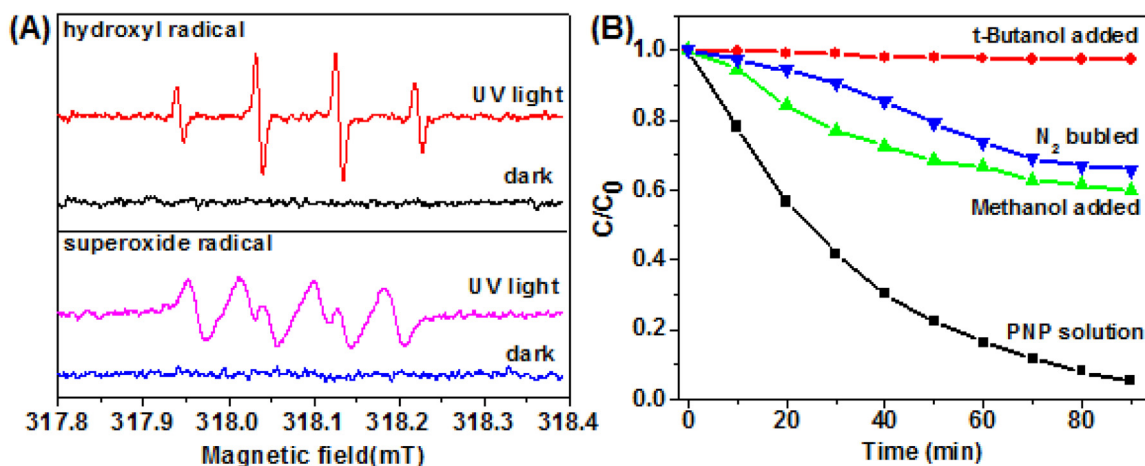 (A)
hydroxyl radical
UV light
dark
superoxide radical
UV light
dark
317.8 317.9 318.0 318.1 318.2 318.3 318.4
Magnetic field(mT)
(B)
t-Butanol added
N2 bubled
Methanol added
PNP solution
1.0
0.8
0.6
0.4
0.2
0.0
C/C0
0 20 40 60 80
Time (min)